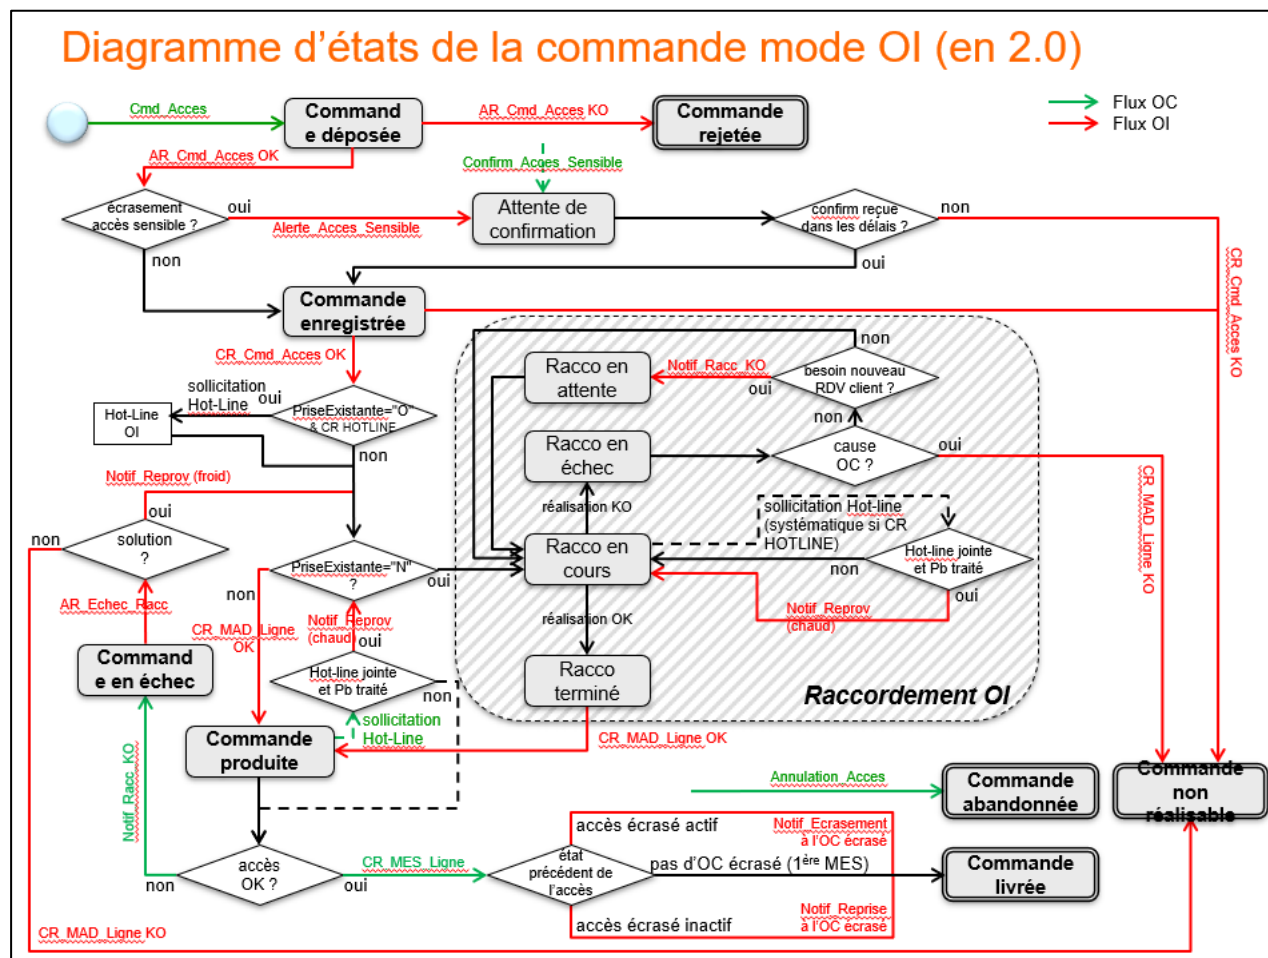 Diagramme d'états de la commande mode OI (en 2.0)
Cmd_Acces
Command
e déposée
AR_Cmd_Acces KO
Commande
rejetée
Flux OC
Flux OI
AR_Cmd_Acces OK
Confirm_Acces_Sensible
écrasement
accès sensible ?
oui
Alerte_Acces_Sensible
Attente de
confirmation
confirm reçue
dans les délais ?
non
non
oui
CR_Cmd_Acces KO
Commande
enregistrée
CR_Cmd_Acces OK
sollicitation
Hot-Line
oui
Hot-Line
OI
PriseExistante="O"
& CR HOTLINE
non
non
Racco en
attente
Notif_Racc_KO
oui
besoin nouveau
RDV client ?
non
Racco en
échec
cause
OC ?
oui
CR_MAD_Ligne KO
Notif_Reprov (froid)
oui
réalisation KO
sollicitation Hot-line
(systématique si CR
HOTLINE)
non
solution
?
PriseExistante="N"
?
oui
Racco en
cours
Hot-line jointe
et Pb traité
non
oui
non
AR_Echec_Racc
Notif_Reprov
(chaud)
Notif_Reprov
(chaud)
réalisation OK
CR_MAD_Ligne
OK
oui
Command
e en échec
Hot-line jointe
et Pb traité
non
Racco
terminé
Raccordement OI
sollicitation
Hot-Line
Commande
produite
CR_MAD_Ligne OK
Notif_Racc_KO
Annulation_Acces
Commande
abandonnée
Commande
non
réalisable
accès écrasé actif
Notif_Ecrasement
à l'OC écrasé
accès
OK ?
non
oui
CR_MES_Ligne
état
précédent de
l'accès
pas d'OC écrasé (1ère MES)
Commande
livrée
accès écrasé inactif
Notif_Reprise
à l'OC écrasé
CR_MAD_Ligne KO